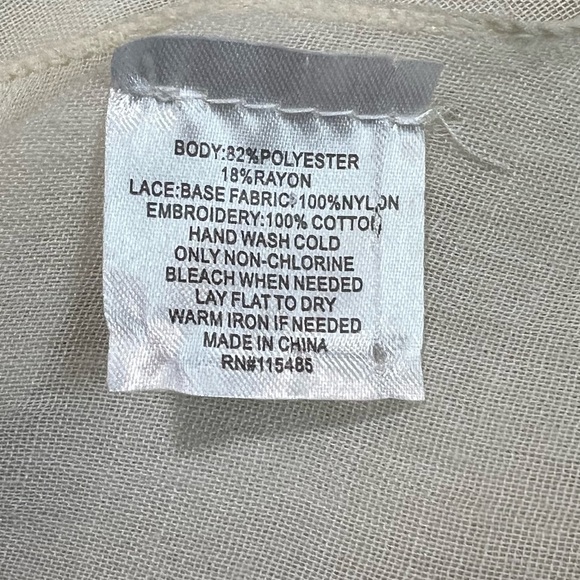 BODY:82%POLYESTER
18%RAYON
LACE:BASE FABRIC:100%NYLON
EMBROIDERY:100% COTTON
HAND WASH COLD
ONLY NON-CHLORINE
BLEACH WHEN NEEDED
LAY FLAT TO DRY
WARM IRON IF NEEDED
MADE IN CHINA
RN#115485